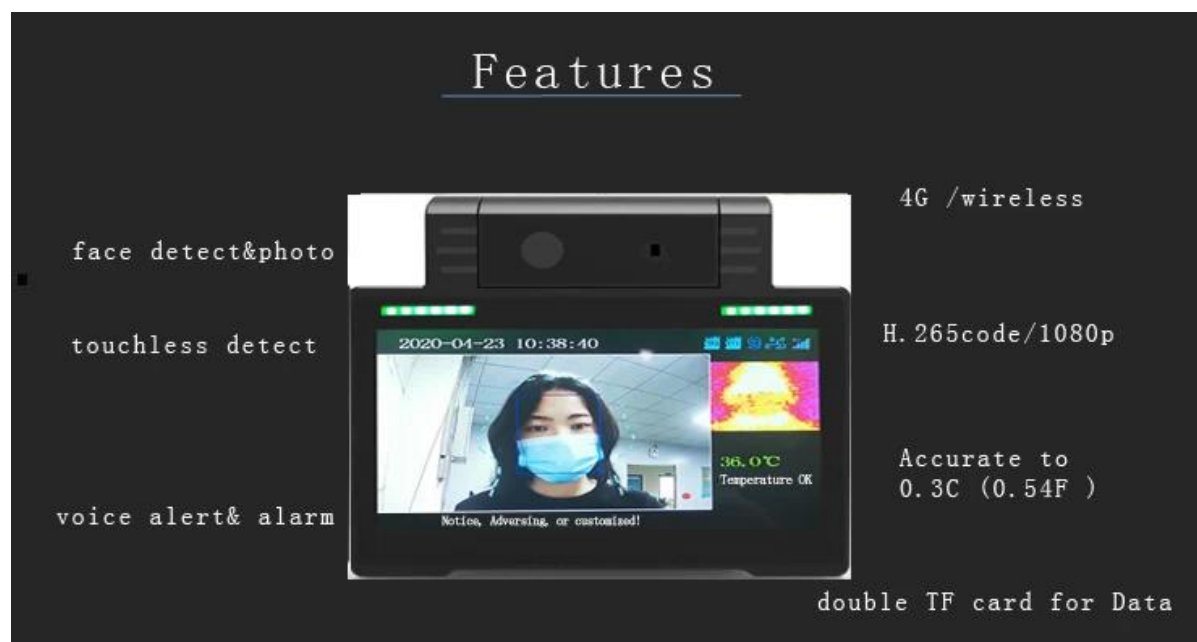 Features
4G /wireless
face detect&photo
touchless detect
H.265code/1080p
2020-04-23 10:38:40
36.0℃
Temperature OK
Accurate to
0.3C (0.54F )
voice alert& alarm
Notice, Adversing, or customized!
double TF card for Data